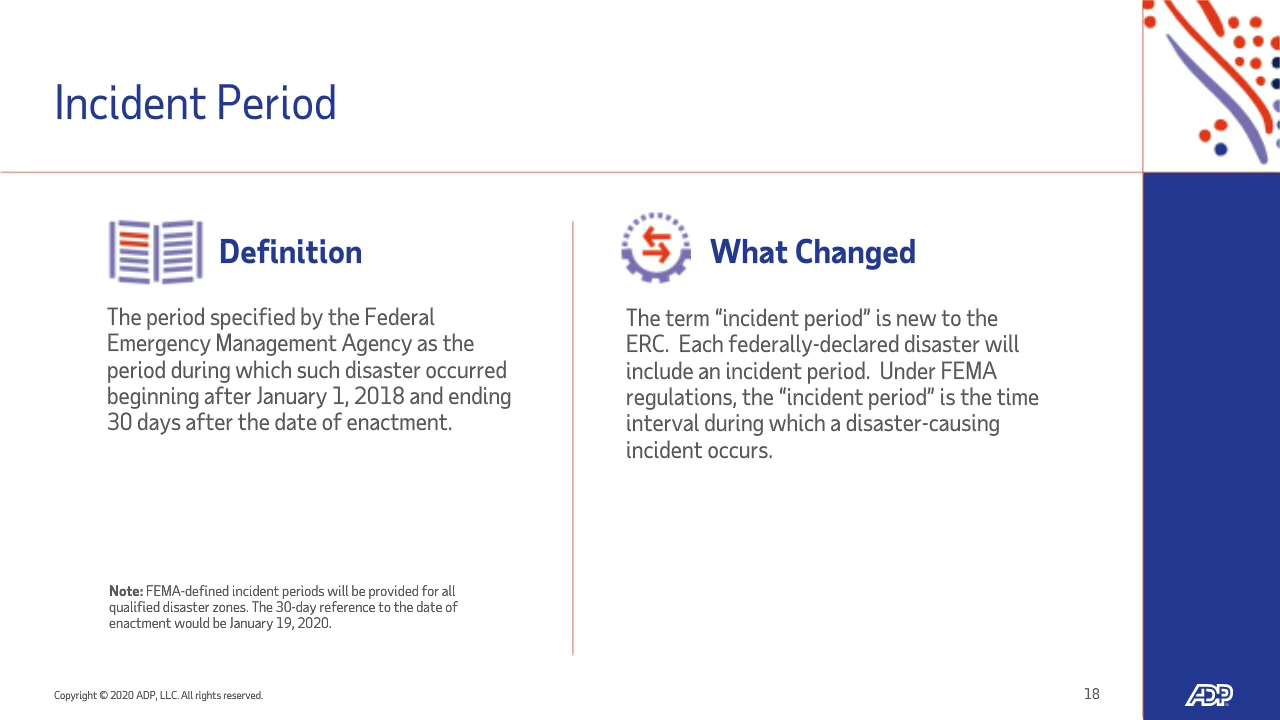 Incident Period
Definition
The period specified by the Federal
Emergency Management Agency as the
period during which such disaster occurred
beginning after January 1, 2018 and ending
30 days after the date of enactment.
Note: FEMA-defined incident periods will be provided for all
qualified disaster zones. The 30-day reference to the date of
enactment would be January 19, 2020.
What Changed
The term “incident period” is new to the
ERC.  Each federally-declared disaster will
include an incident period.  Under FEMA
regulations, the “incident period” is the time
interval during which a disaster-causing
incident occurs.
Copyright © 2020 ADP, LLC. All rights reserved.
18
ADP